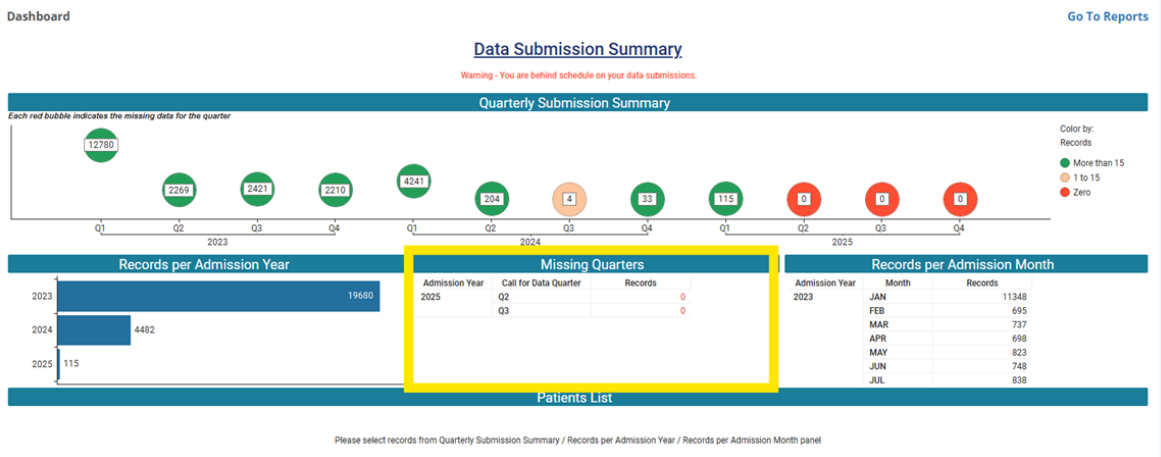 Dashboard
Go To Reports
Data Submission Summary
Warning - You are behind schedule on your data submissions.
Quarterly Submission Summary
Each red bubble indicates the missing data for the quarter
12780
2269
2421
2210
4241
204
4
33
115
0
0
0
Q1 Q2 Q3 Q4 Q1 Q2 Q3 Q4 Q1 Q2 Q3 Q4
2023 2024 2025
Color by:
Records
More than 15
1 to 15
Zero
Records per Admission Year
2023 19680
2024 4482
2025 115
Missing Quarters
Admission Year Call for Data Quarter Records
2025 Q2 0
Q3 0
Records per Admission Month
Admission Year Month Records
2023 JAN 11348
FEB 695
MAR 737
APR 698
MAY 823
JUN 748
JUL 838
Patients List
Please select records from Quarterly Submission Summary / Records per Admission Year / Records per Admission Month panel